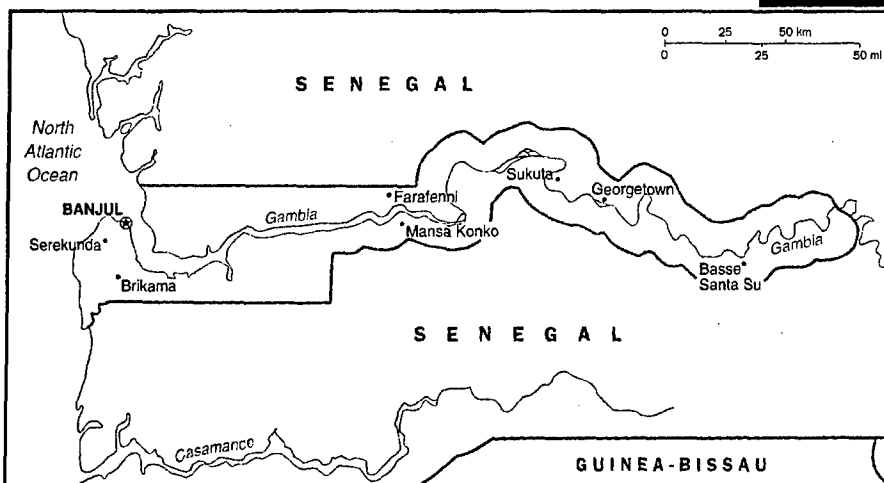 0 25 50 km
0 25 50 mi
SENEGAL
North
Atlantic
Ocean
Sukuta
Georgetown
Farafenni
BANJUL
Gambia
Mansa Konko
Serekunda
Gambia
Basse
Santa Su
Brikama
SENEGAL
Casamance
GUINEA-BISSAU